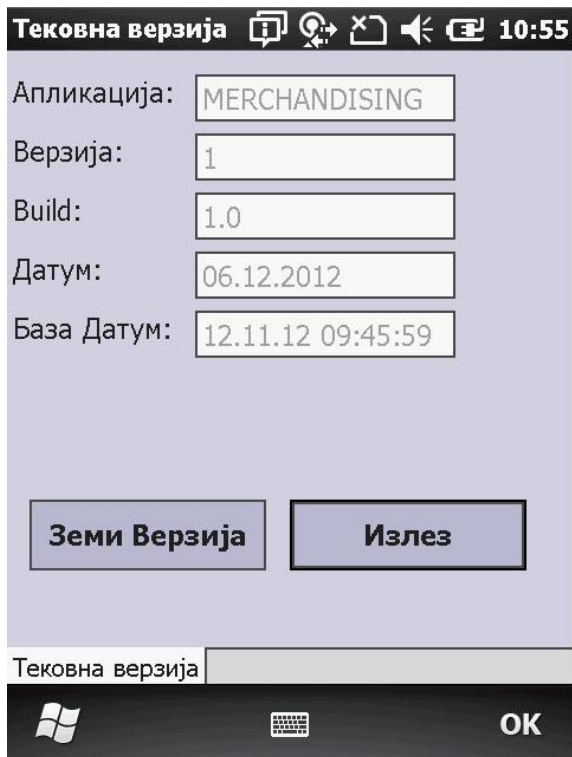 Тековна верзија 10:55
Апликација: MERCHANDISING
Верзија: 1
Build: 1.0
Датум: 06.12.2012
База Датум: 12.11.12 09:45:59
Земи Верзија Излез
Тековна верзија
OK